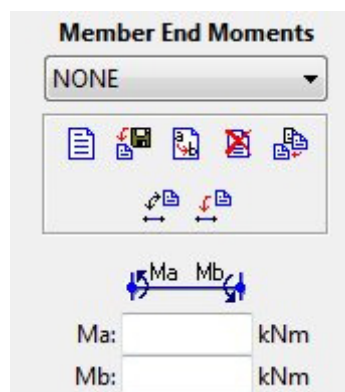 Member End Moments
NONE
a
b
Ma Mb
Ma: kNm
Mb: kNm